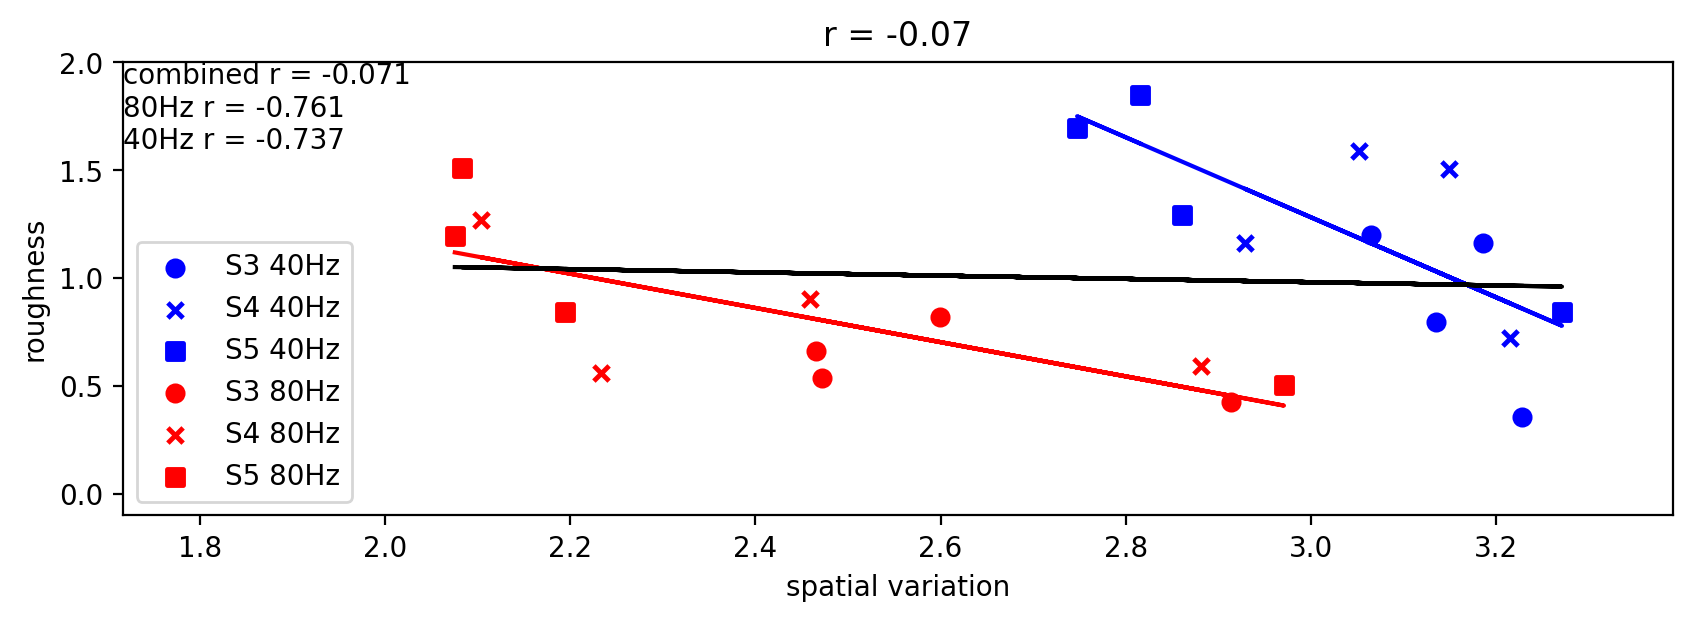 r = -0.07
combined r = -0.071
80Hz r = -0.761
40Hz r = -0.737
2.0
1.5
1.0
0.5
0.0
roughness
S3 40Hz
S4 40Hz
S5 40Hz
S3 80Hz
S4 80Hz
S5 80Hz
1.8 2.0 2.2 2.4 2.6 2.8 3.0 3.2
spatial variation